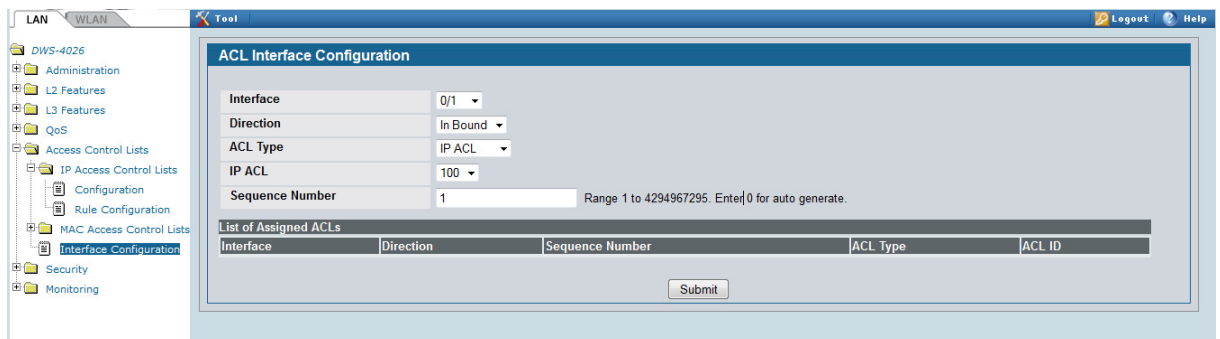 LAN WLAN Tool Logout Help
DWS-4026
Administration
L2 Features
L3 Features
QoS
Access Control Lists
IP Access Control Lists
Configuration
Rule Configuration
MAC Access Control Lists
Interface Configuration
Security
Monitoring
ACL Interface Configuration
Interface 0/1
Direction In Bound
ACL Type IP ACL
IP ACL 100
Sequence Number 1 Range 1 to 4294967295. Enter 0 for auto generate.
List of Assigned ACLs
Interface Direction Sequence Number ACL Type ACL ID
Submit